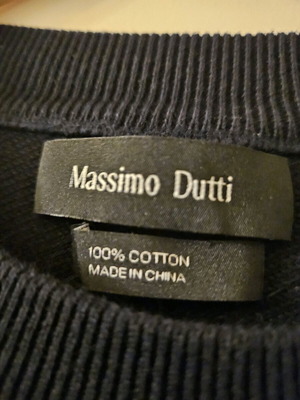 Massimo Dutti
100% COTTON
MADE IN CHINA